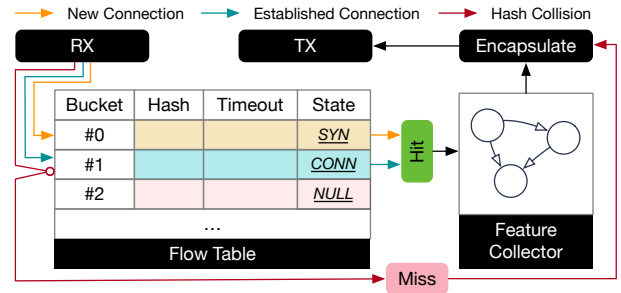 New Connection
Established Connection
Hash Collision
RX
TX
Encapsulate
Bucket Hash Timeout State
#0 SYN
#1 CONN
#2 NULL
...
Flow Table
Hit
Feature
Collector
Miss